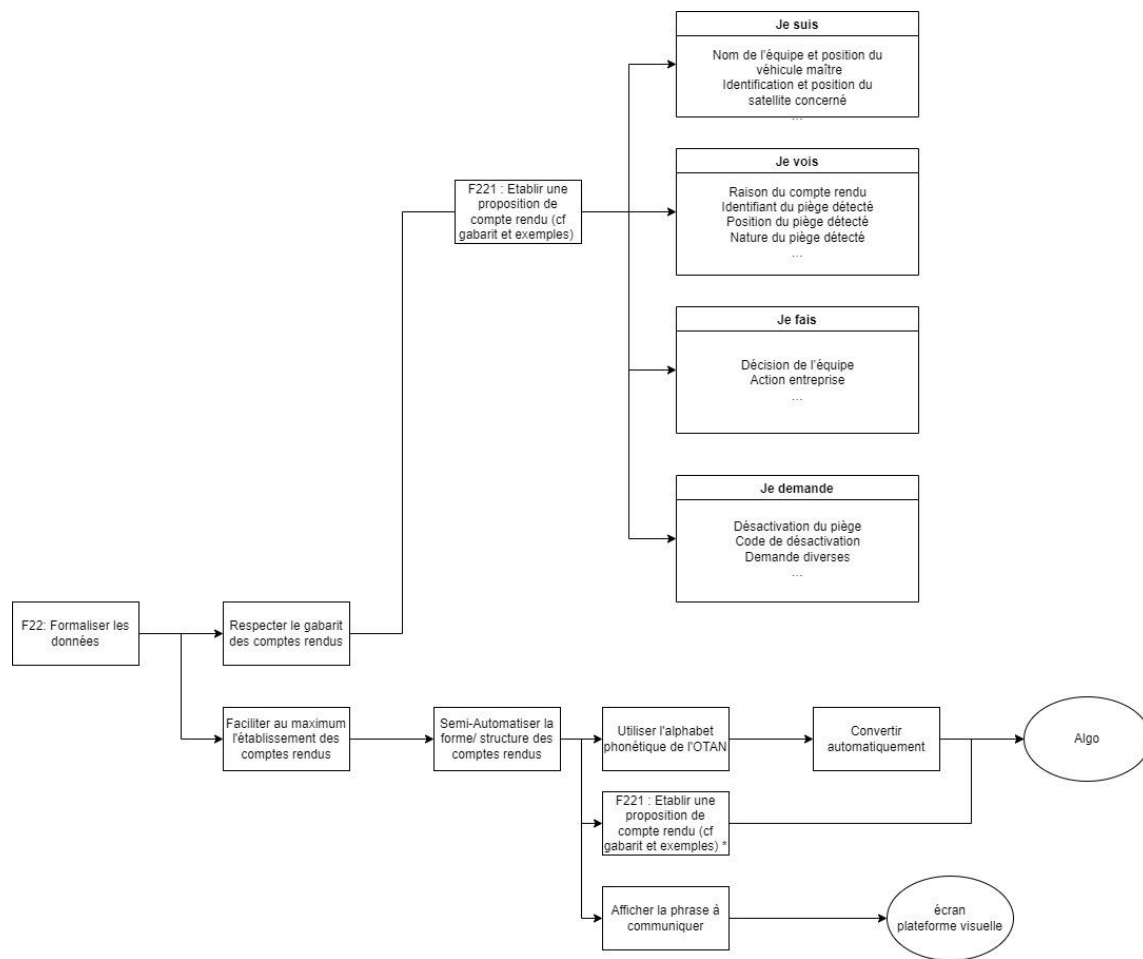 Je suis
Nom de l'équipe et position du
véhicule maître
Identification et position du
satellite concerné
...
Je vois
Raison du compte rendu
Identifiant du piège détecté
Position du piège détecté
Nature du piège détecté
...
F221 : Etablir une
proposition de
compte rendu (cf
gabarit et exemples)
Je fais
Décision de l'équipe
Action entreprise
...
Je demande
Désactivation du piège
Code de désactivation
Demande diverses
...
F22: Formaliser les
données
Respecter le gabarit
des comptes rendus
Faciliter au maximum
l'établissement des
comptes rendus
Semi-Automatiser la
forme/ structure des
comptes rendus
Utiliser l'alphabet
phonétique de l'OTAN
Convertir
automatiquement
Algo
F221 : Etablir une
proposition de
compte rendu (cf
gabarit et exemples) *
Afficher la phrase à
communiquer
écran
plateforme visuelle